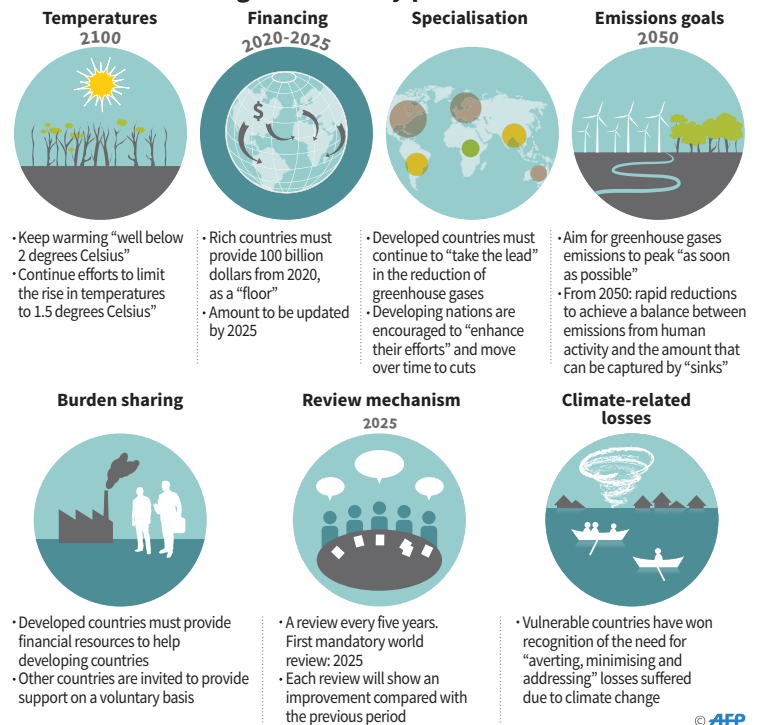 Temperatures
2100
Financing
2020-2025
Specialisation
Emissions goals
2050
$
· Keep warming “well below
2 degrees Celsius”
· Continue efforts to limit
the rise in temperatures
to 1.5 degrees Celsius”
· Rich countries must
provide 100 billion
dollars from 2020,
as a “floor”
· Amount to be updated
by 2025
· Developed countries must
continue to “take the lead”
in the reduction of
greenhouse gases
· Developing nations are
encouraged to “enhance
their efforts” and move
over time to cuts
· Aim for greenhouse gases
emissions to peak “as soon
as possible”
· From 2050: rapid reductions
to achieve a balance between
emissions from human
activity and the amount that
can be captured by “sinks”
Burden sharing
Review mechanism
2025
Climate-related
losses
· Developed countries must provide
financial resources to help
developing countries
· Other countries are invited to provide
support on a voluntary basis
· A review every five years.
First mandatory world
review: 2025
· Each review will show an
improvement compared with
the previous period
· Vulnerable countries have won
recognition of the need for
“averting, minimising and
addressing” losses suffered
due to climate change
© AFP